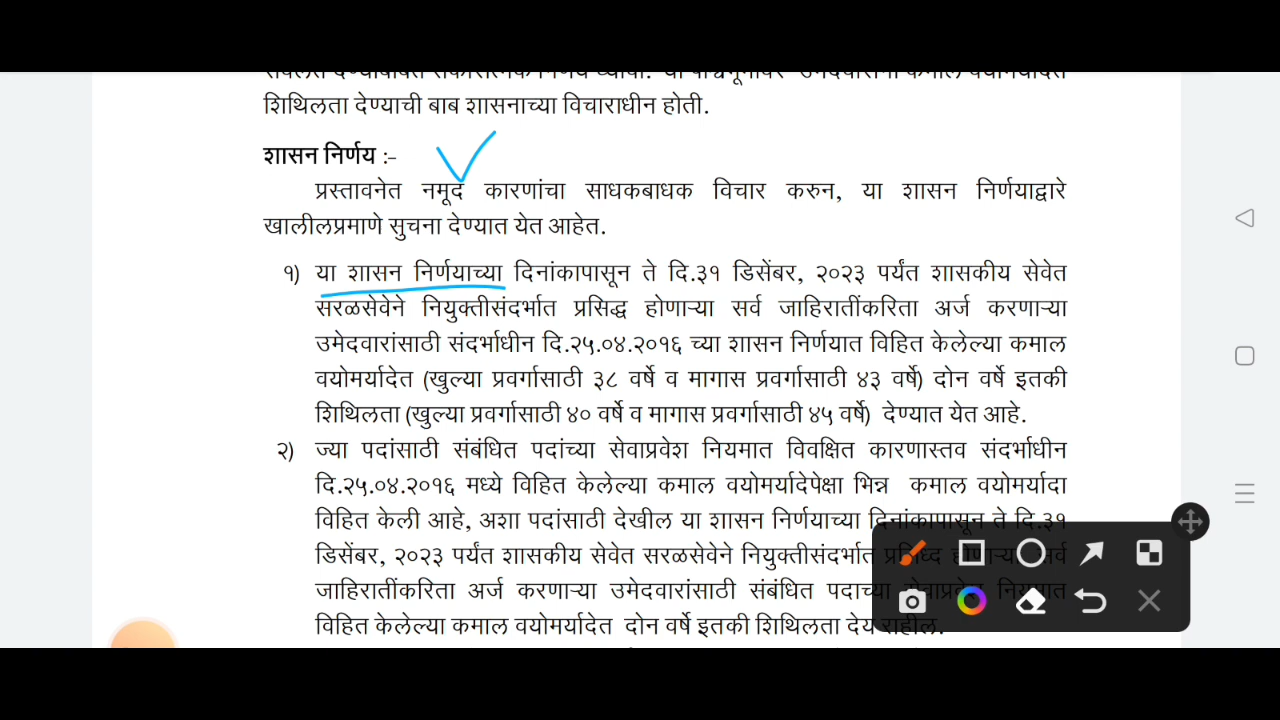 शिथिलता देण्याची बाब शासनाच्या विचाराधीन होती.
शासन निर्णय :-
प्रस्तावनेत नमूद कारणांचा साधकबाधक विचार करुन, या शासन निर्णयाद्वारे
खालीलप्रमाणे सुचना देण्यात येत आहेत.
१) या शासन निर्णयाच्या दिनांकापासून ते दि.३१ डिसेंबर, २०२३ पर्यंत शासकीय सेवेत
सरळसेवेने नियुक्तीसंदर्भात प्रसिद्ध होणाऱ्या सर्व जाहिरातींकरिता अर्ज करणाऱ्या
उमेदवारांसाठी संदर्भाधीन दि.२५.०४.२०१६ च्या शासन निर्णयात विहित केलेल्या कमाल
वयोमर्यादेत (खुल्या प्रवर्गासाठी ३८ वर्षे व मागास प्रवर्गासाठी ४३ वर्षे) दोन वर्षे इतकी
शिथिलता (खुल्या प्रवर्गासाठी ४० वर्षे व मागास प्रवर्गासाठी ४५ वर्षे) देण्यात येत आहे.
२) ज्या पदांसाठी संबंधित पदांच्या सेवाप्रवेश नियमात विवक्षित कारणास्तव संदर्भाधीन
दि.२५.०४.२०१६ मध्ये विहित केलेल्या कमाल वयोमर्यादेपेक्षा भिन्न कमाल वयोमर्यादा
विहित केली आहे, अशा पदांसाठी देखील या शासन निर्णयाच्या दिनांकापासून ते दि.३१
डिसेंबर, २०२३ पर्यंत शासकीय सेवेत सरळसेवेने नियुक्तीसंदर्भात प्रसिध्द होणाऱ्या सर्व
जाहिरातींकरिता अर्ज करणाऱ्या उमेदवारांसाठी संबंधित पदाच्या सेवाप्रवेश नियमात
विहित केलेल्या कमाल वयोमर्यादेत दोन वर्षे इतकी शिथिलता देय राहील.